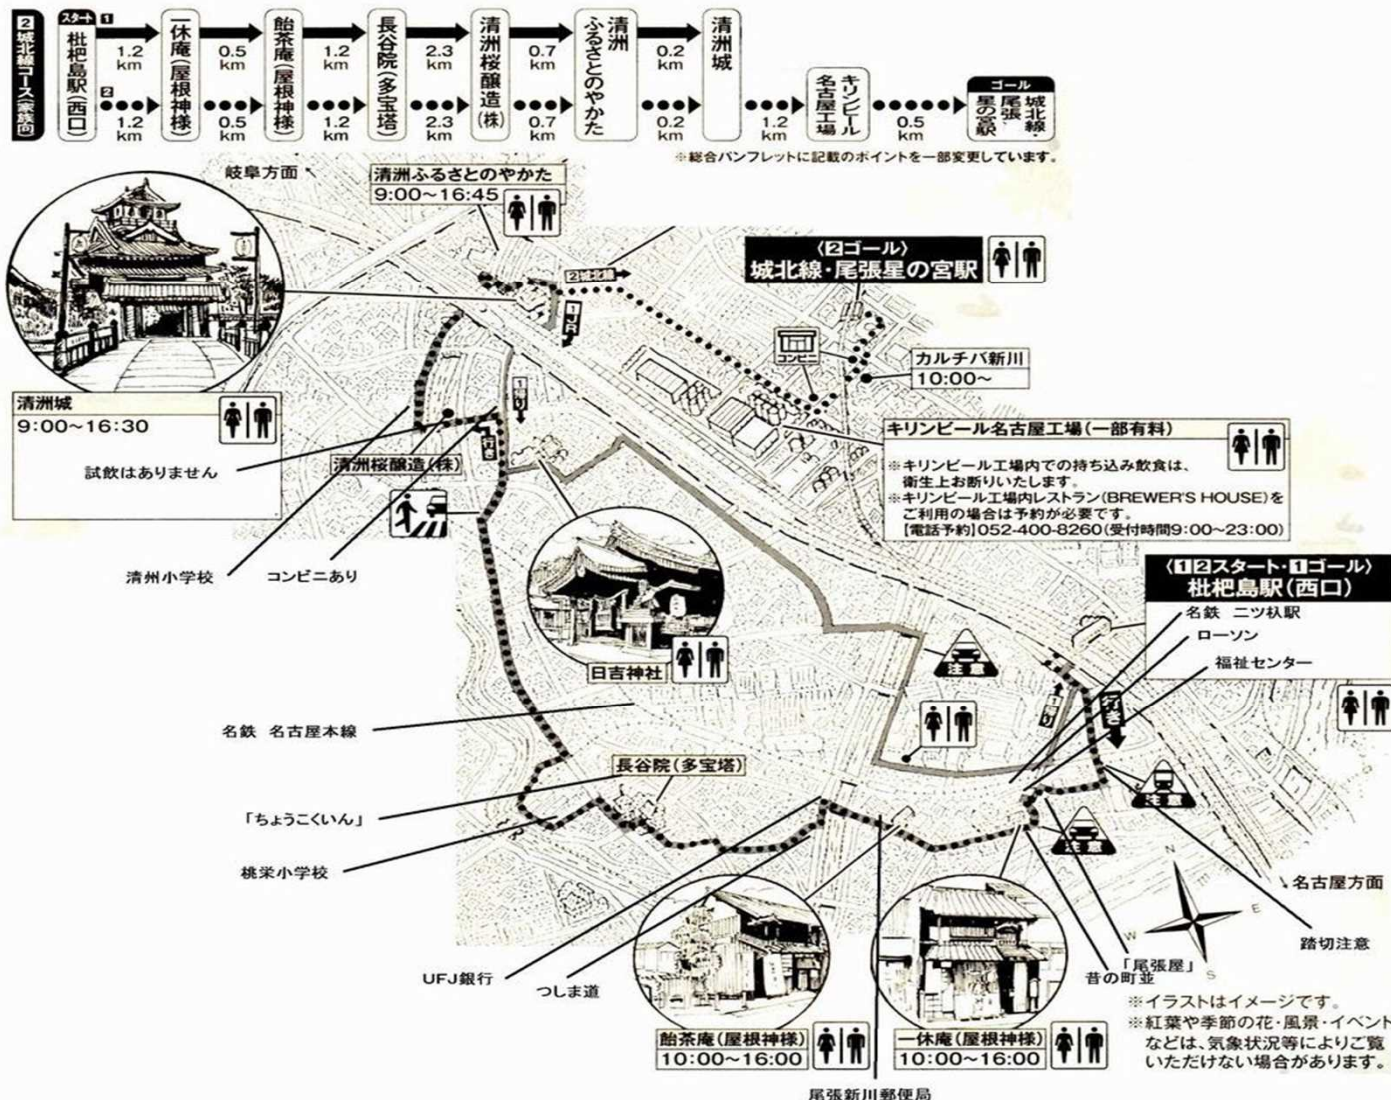 2 城北線コース(家族向)
スタート
枇杷島駅(西口)
1
1.2 km
2
1.2 km
一休庵(屋根神様)
0.5 km
0.5 km
飴茶庵(屋根神様)
1.2 km
1.2 km
長谷院(多宝塔)
2.3 km
2.3 km
清洲桜醸造(株)
0.7 km
0.7 km
清洲
ふるさとのやかた
0.2 km
0.2 km
清洲城
1.2 km
キリンビール
名古屋工場
0.5 km
ゴール
城北線・
尾張
星の宮駅
※総合パンフレットに記載のポイントを一部変更しています。
岐阜方面
清洲ふるさとのやかた
9:00〜16:45
〈2ゴール〉
城北線・尾張星の宮駅
2城北線
1JR
コンビニ
カルチバ新川
10:00〜
清洲城
9:00〜16:30
試飲はありません
清洲桜醸造(株)
1帰り
行き
キリンビール名古屋工場(一部有料)
※キリンビール工場内での持ち込み飲食は、
衛生上お断りいたします。
※キリンビール工場内レストラン(BREWER'S HOUSE)を
ご利用の場合は予約が必要です。
【電話予約】052-400-8260(受付時間9:00〜23:00)
清州小学校
コンビニあり
〈12スタート・1ゴール〉
枇杷島駅(西口)
名鉄 二ツ杁駅
ローソン
福祉センター
日吉神社
注意
1帰り
行き
名鉄 名古屋本線
長谷院(多宝塔)
「ちょうこくいん」
注意
注意
桃栄小学校
名古屋方面
N
E
W
S
踏切注意
UFJ銀行
つしま道
「尾張屋」
昔の町並
飴茶庵(屋根神様)
10:00〜16:00
一休庵(屋根神様)
10:00〜16:00
※イラストはイメージです。
※紅葉や季節の花・風景・イベント
などは、気象状況等によりご覧
いただけない場合があります。
尾張新川郵便局